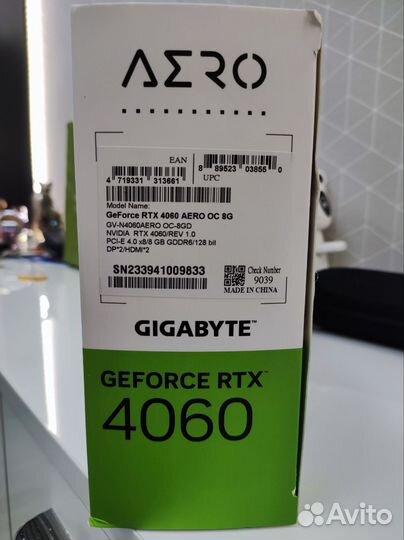 AERO
EAN
4 719331 313661
8 89523 03855 0
UPC
Model Name:
GeForce RTX 4060 AERO OC 8G
GV-N4060AERO OC-8GD
NVIDIA RTX 4060/REV 1.0
PCI-E 4.0 x8/8 GB GDDR6/128 bit
DP*2/HDMI*2
SN233941009833
Check Number
9039
MADE IN CHINA
GIGABYTE™
GEFORCE RTX™
4060
Avito